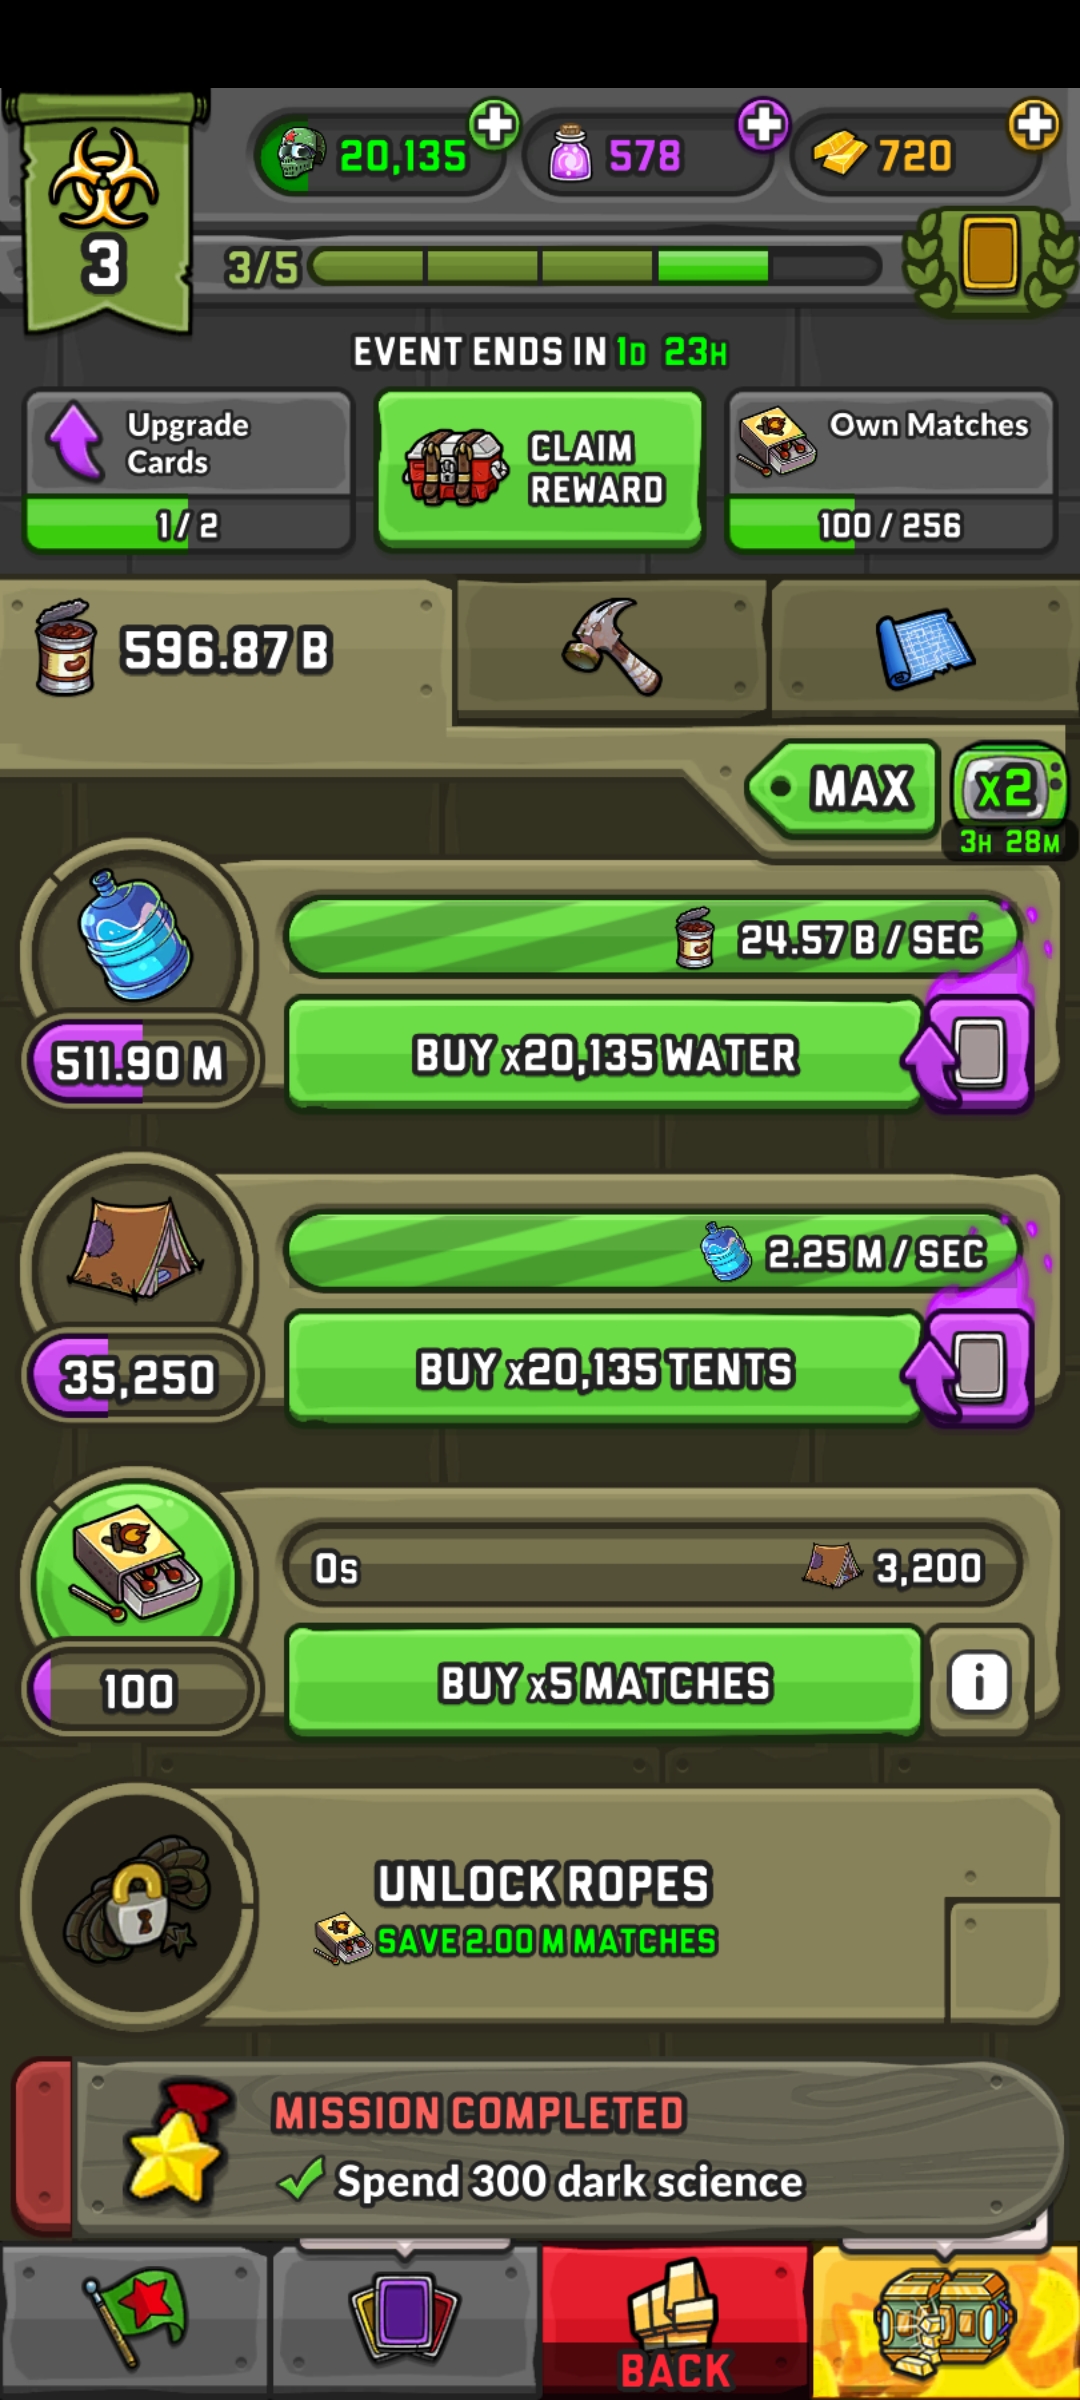 20,135
578
720
3
3/5
EVENT ENDS IN 1D 23H
Upgrade
Cards
1 / 2
CLAIM
REWARD
Own Matches
100 / 256
596.87 B
MAX
x2
3H 28M
24.57 B / SEC
511.90 M
BUY x20,135 WATER
2.25 M / SEC
35,250
BUY x20,135 TENTS
0s
3,200
100
BUY x5 MATCHES
i
UNLOCK ROPES
SAVE 2.00 M MATCHES
MISSION COMPLETED
Spend 300 dark science
BACK